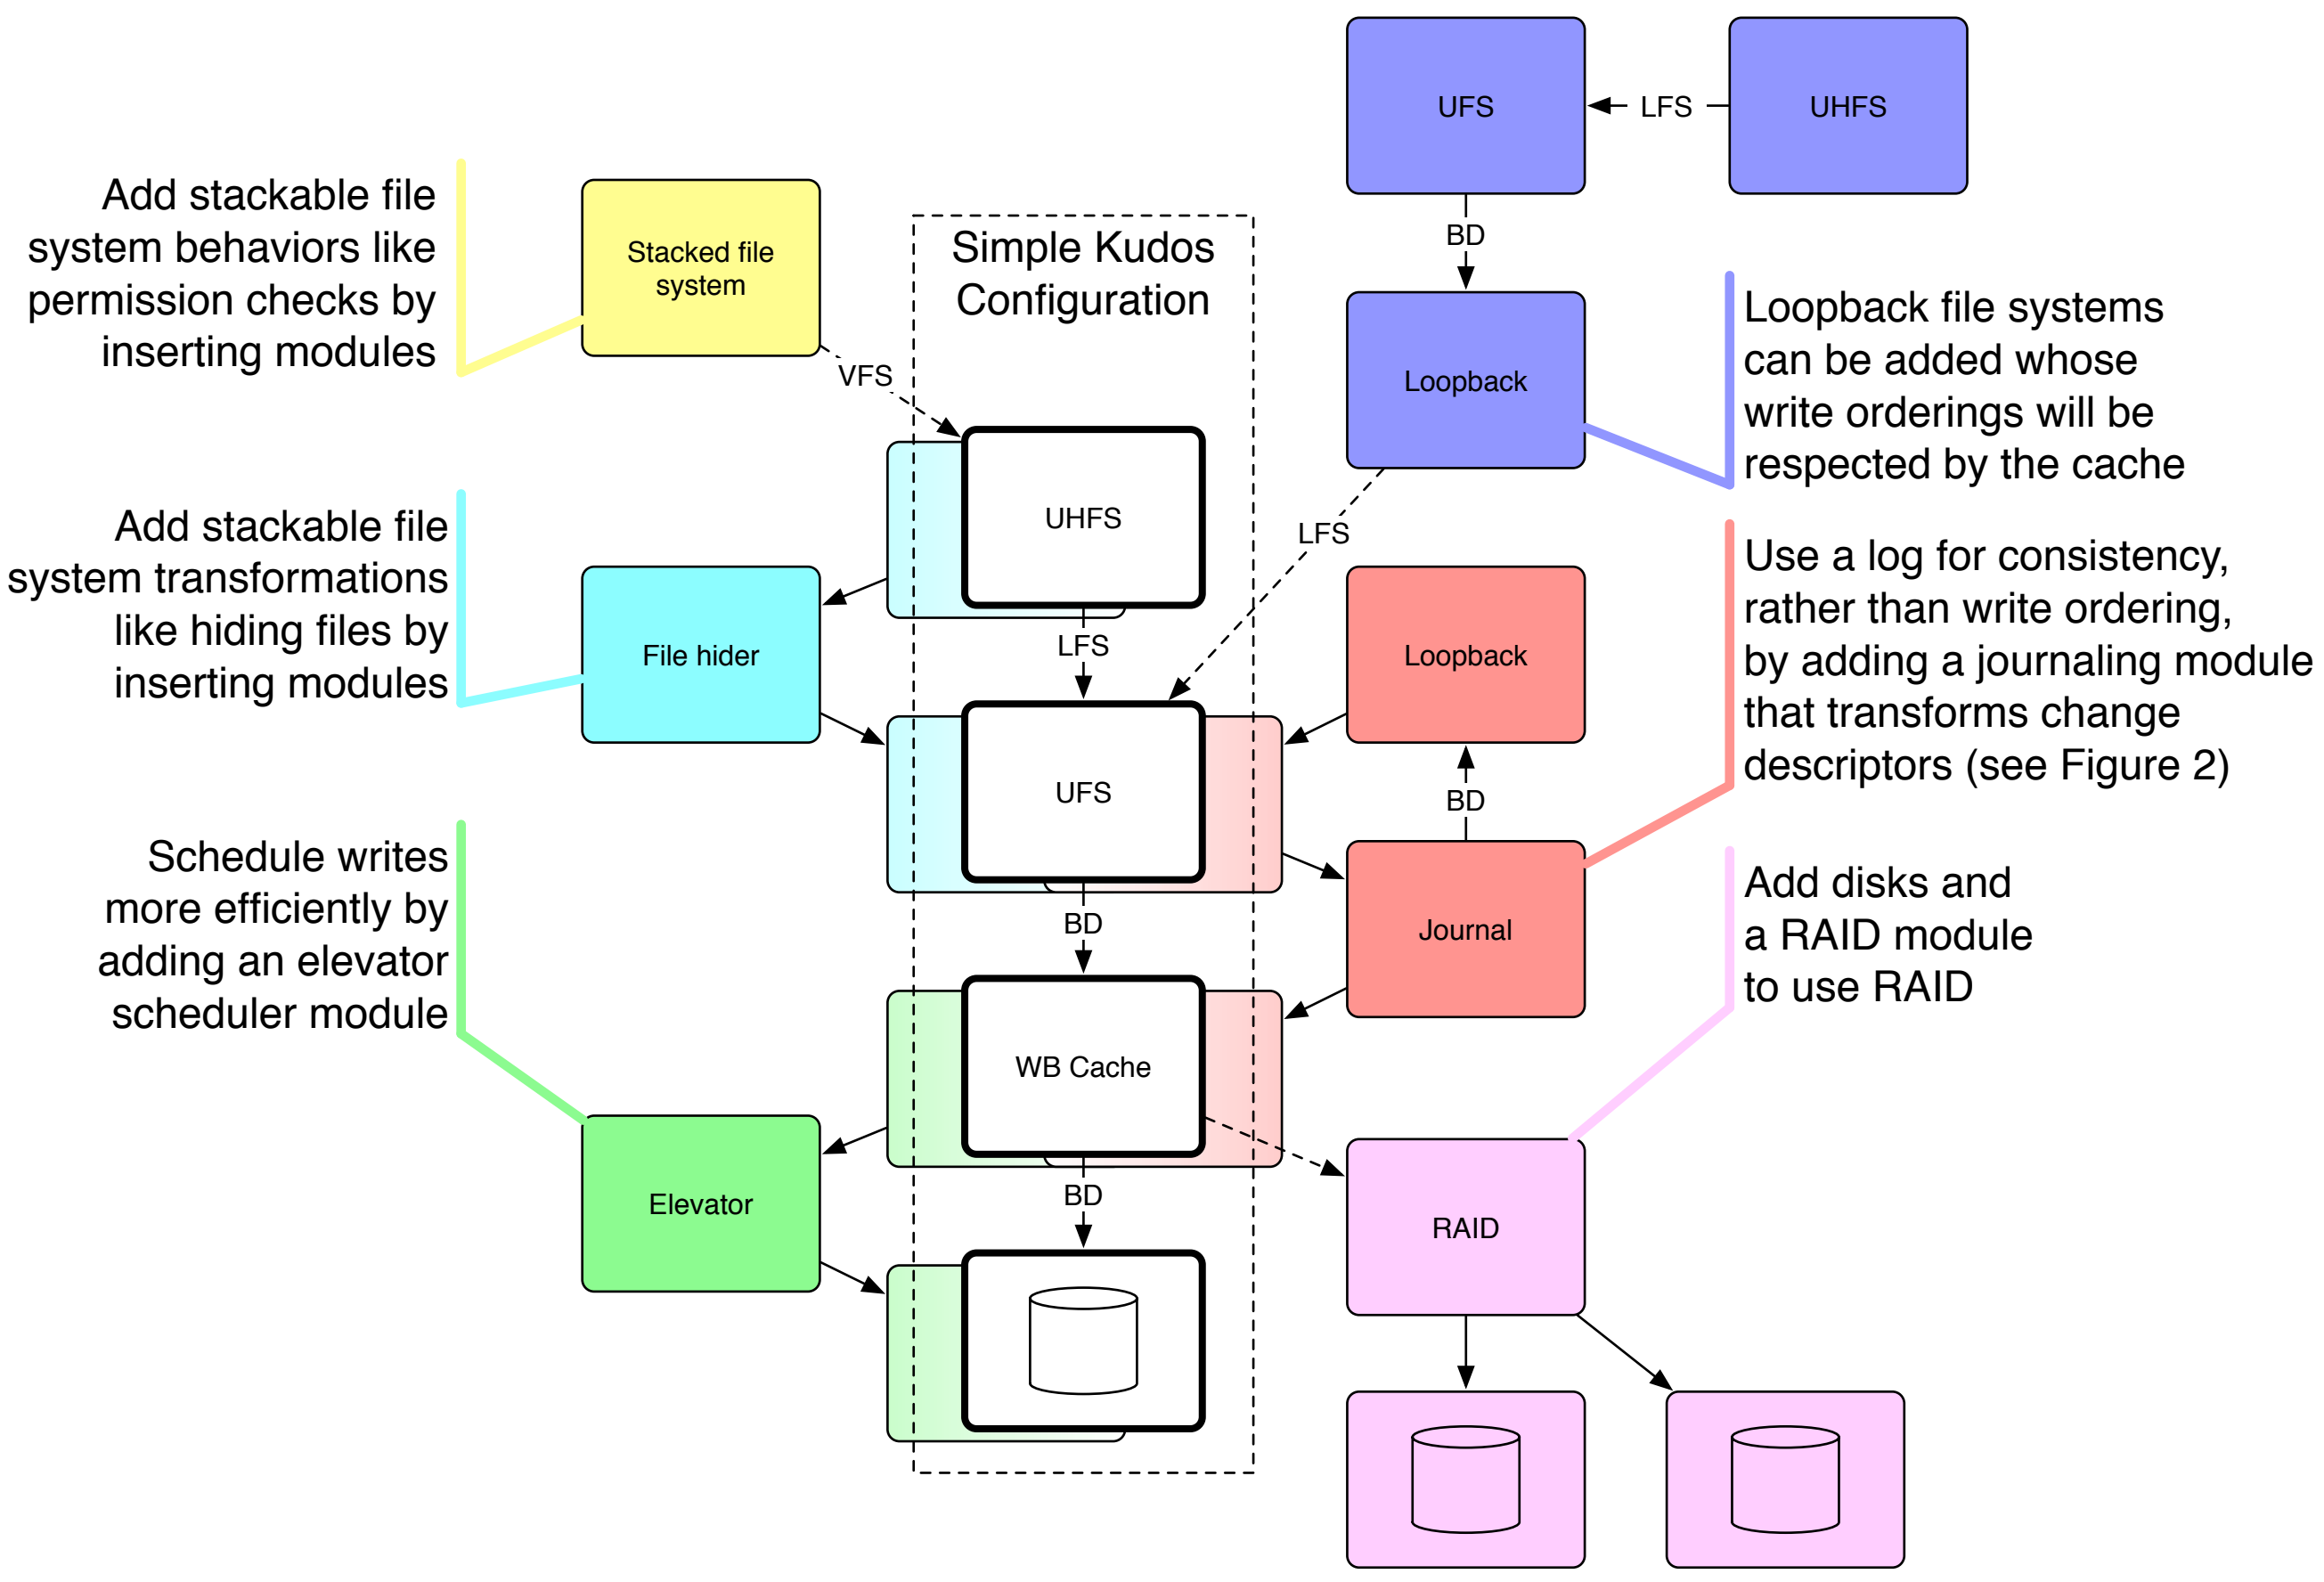 UFS
LFS
UHFS
Add stackable file
system behaviors like
permission checks by
inserting modules
Stacked file
system
Simple Kudos
Configuration
BD
VFS
Loopback
Loopback file systems
can be added whose
write orderings will be
respected by the cache
Add stackable file
system transformations
like hiding files by
inserting modules
UHFS
LFS
File hider
LFS
Loopback
Use a log for consistency,
rather than write ordering,
by adding a journaling module
that transforms change
descriptors (see Figure 2)
UFS
BD
Schedule writes
more efficiently by
adding an elevator
scheduler module
BD
Journal
Add disks and
a RAID module
to use RAID
WB Cache
Elevator
BD
RAID